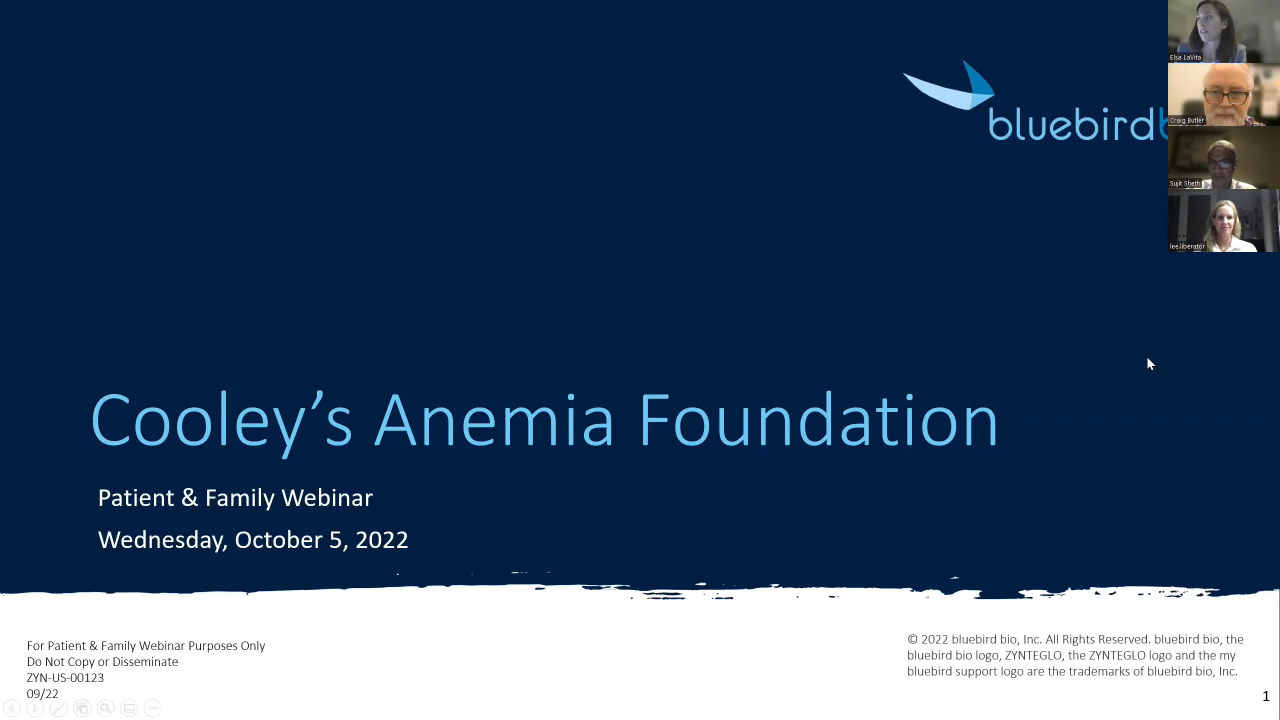 Elsa LaVita
bluebirdb
Craig Butler
Sujit Sheth
lee.liberator
Cooley's Anemia Foundation
Patient & Family Webinar
Wednesday, October 5, 2022
For Patient & Family Webinar Purposes Only
Do Not Copy or Disseminate
ZYN-US-00123
09/22
© 2022 bluebird bio, Inc. All Rights Reserved. bluebird bio, the
bluebird bio logo, ZYNTEGLO, the ZYNTEGLO logo and the my
bluebird support logo are the trademarks of bluebird bio, Inc.
1